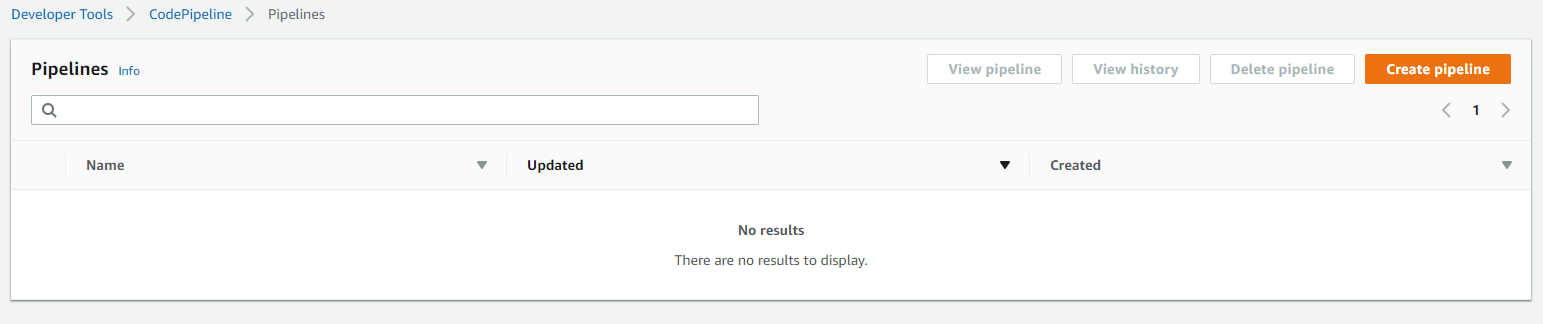 Developer Tools CodePipeline Pipelines
Pipelines Info View pipeline View history Delete pipeline Create pipeline
1
Name Updated Created
No results
There are no results to display.